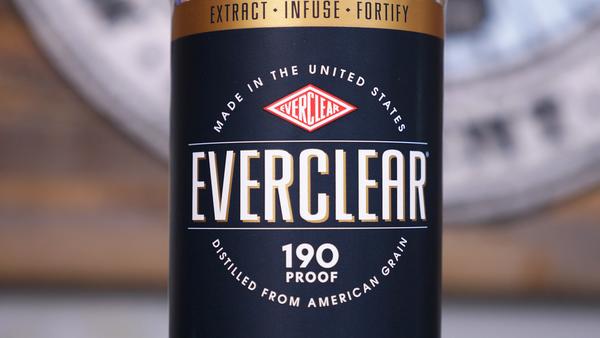 EXTRACT • INFUSE • FORTIFY
MADE IN THE UNITED STATES
EVERCLEAR
EVERCLEAR
190
PROOF
DISTILLED FROM AMERICAN GRAIN